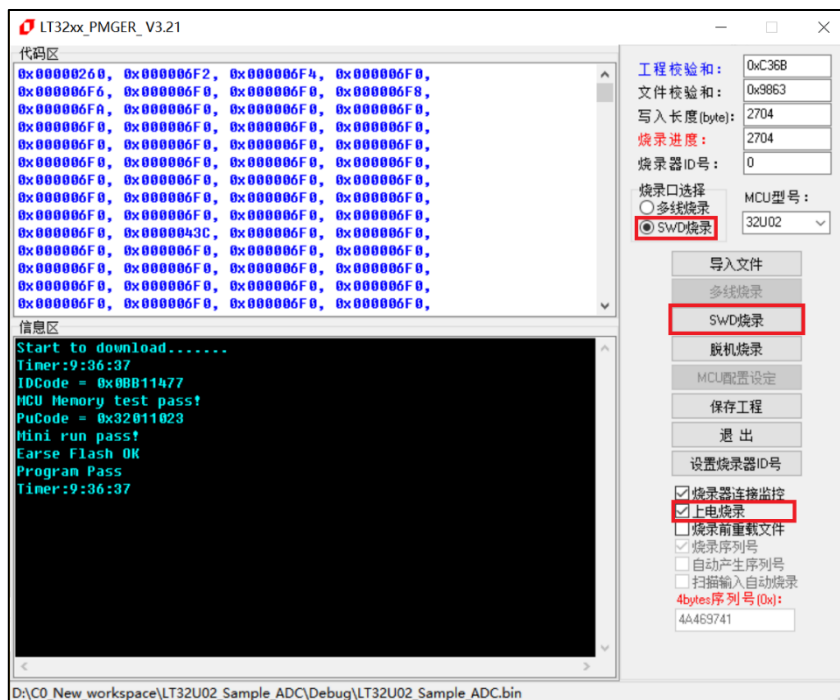 LT32xx_PMGER_ V3.21
代码区
0x00000260, 0x000006F2, 0x000006F4, 0x000006F0,
0x000006F6, 0x000006F0, 0x000006F0, 0x000006F8,
0x000006FA, 0x000006F0, 0x000006F0, 0x000006F0,
0x000006F0, 0x000006F0, 0x000006F0, 0x000006F0,
0x000006F0, 0x000006F0, 0x000006F0, 0x000006F0,
0x000006F0, 0x000006F0, 0x000006F0, 0x000006F0,
0x000006F0, 0x000006F0, 0x000006F0, 0x000006F0,
0x000006F0, 0x000006F0, 0x000006F0, 0x000006F0,
0x000006F0, 0x000006F0, 0x000006F0, 0x000006F0,
0x000006F0, 0x0000043C, 0x000006F0, 0x000006F0,
0x000006F0, 0x000006F0, 0x000006F0, 0x000006F0,
0x000006F0, 0x000006F0, 0x000006F0, 0x000006F0,
0x000006F0, 0x000006F0, 0x000006F0, 0x000006F0,
0x000006F0, 0x000006F0, 0x000006F0, 0x000006F0,
信息区
Start to download.......
Timer:9:36:37
IDCode = 0x0BB11477
MCU Memory test pass!
PuCode = 0x32011023
Mini run pass!
Earse Flash OK
Program Pass
Timer:9:36:37
工程校验和: 0xC36B
文件校验和: 0x9863
写入长度(byte): 2704
烧录进度: 2704
烧录器ID号: 0
烧录口选择
多线烧录
SWD烧录
MCU型号:
32U02
导入文件
多线烧录
SWD烧录
脱机烧录
MCU配置设定
保存工程
退 出
设置烧录器ID号
烧录器连接监控
上电烧录
烧录前重载文件
烧录序列号
自动产生序列号
扫描输入自动烧录
4bytes序列号(0x):
4A469741
D:\C0_New_workspace\LT32U02_Sample_ADC\Debug\LT32U02_Sample_ADC.bin